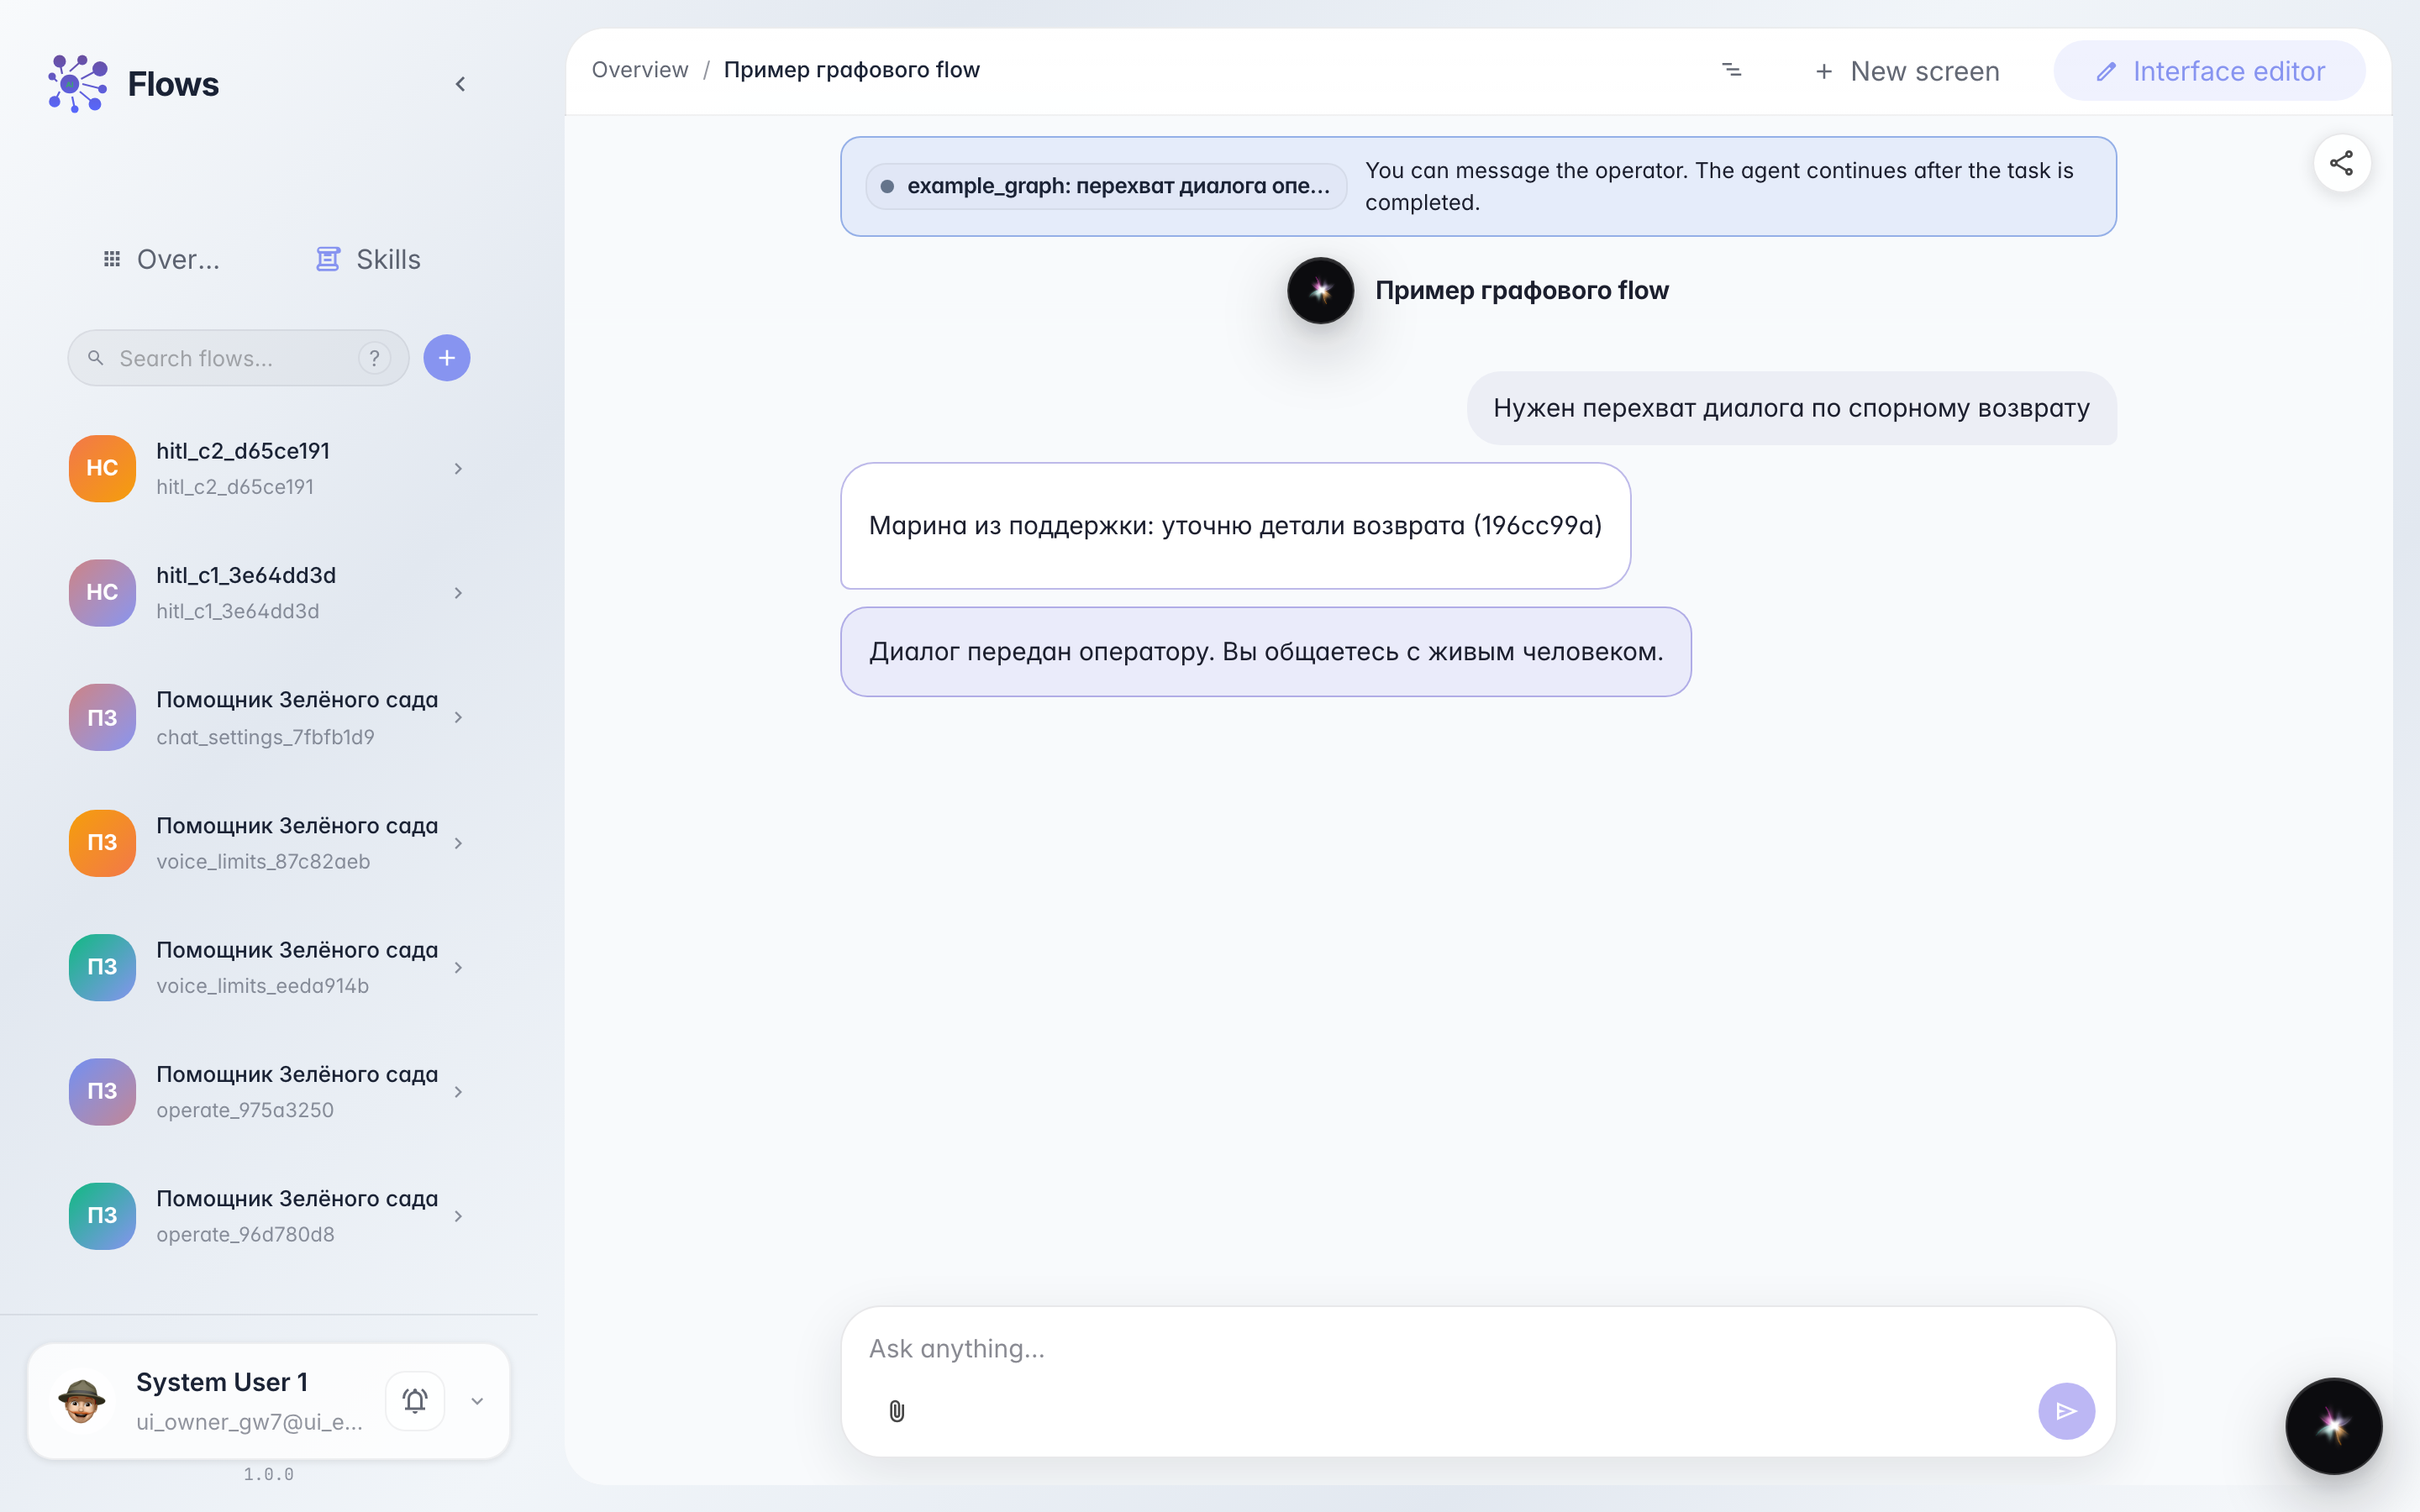 Flows
Over...
Skills
Search flows...
?
HC
hitl_c2_d65ce191
hitl_c2_d65ce191
HC
hitl_c1_3e64dd3d
hitl_c1_3e64dd3d
ПЗ
Помощник Зелёного сада
chat_settings_7fbfb1d9
ПЗ
Помощник Зелёного сада
voice_limits_87c82aeb
ПЗ
Помощник Зелёного сада
voice_limits_eeda914b
ПЗ
Помощник Зелёного сада
operate_975a3250
ПЗ
Помощник Зелёного сада
operate_96d780d8
System User 1
ui_owner_gw7@ui_e...
1.0.0
Overview / Пример графового flow
New screen
Interface editor
example_graph: перехват диалога опе...
You can message the operator. The agent continues after the task is
completed.
Пример графового flow
Нужен перехват диалога по спорному возврату
Марина из поддержки: уточню детали возврата (196cc99a)
Диалог передан оператору. Вы общаетесь с живым человеком.
Ask anything...